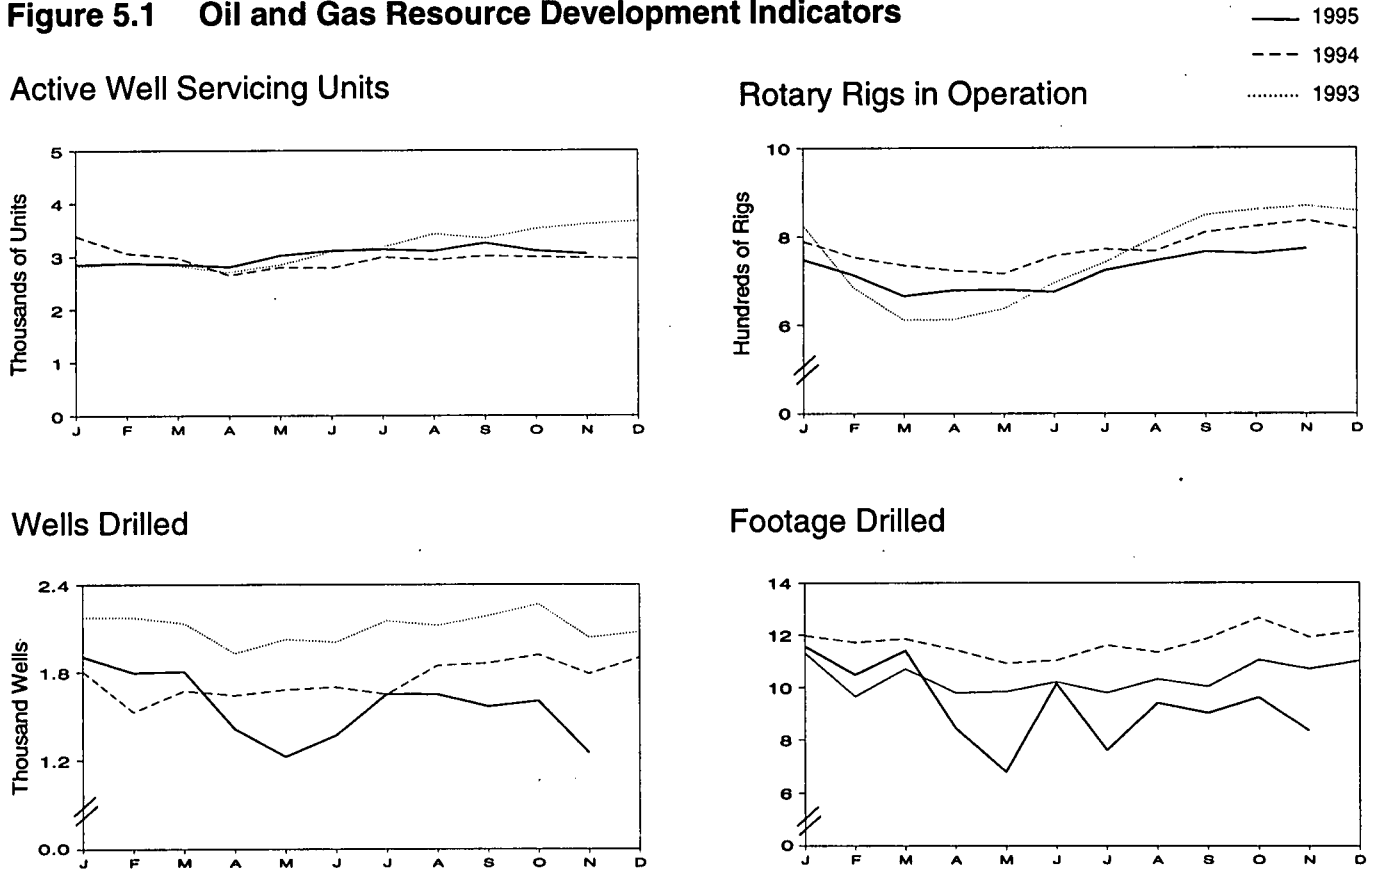 Figure 5.1 Oil and Gas Resource Development Indicators
1995
1994
1993
Active Well Servicing Units
Thousands of Units
5
4
3
2
1
0
J F M A M J J A S O N D
Rotary Rigs in Operation
Hundreds of Rigs
10
8
6
0
J F M A M J J A S O N D
Wells Drilled
Thousand Wells
2.4
1.8
1.2
0.0
J F M A M J J A S O N D
Footage Drilled
14
12
10
8
6
0
J F M A M J J A S O N D